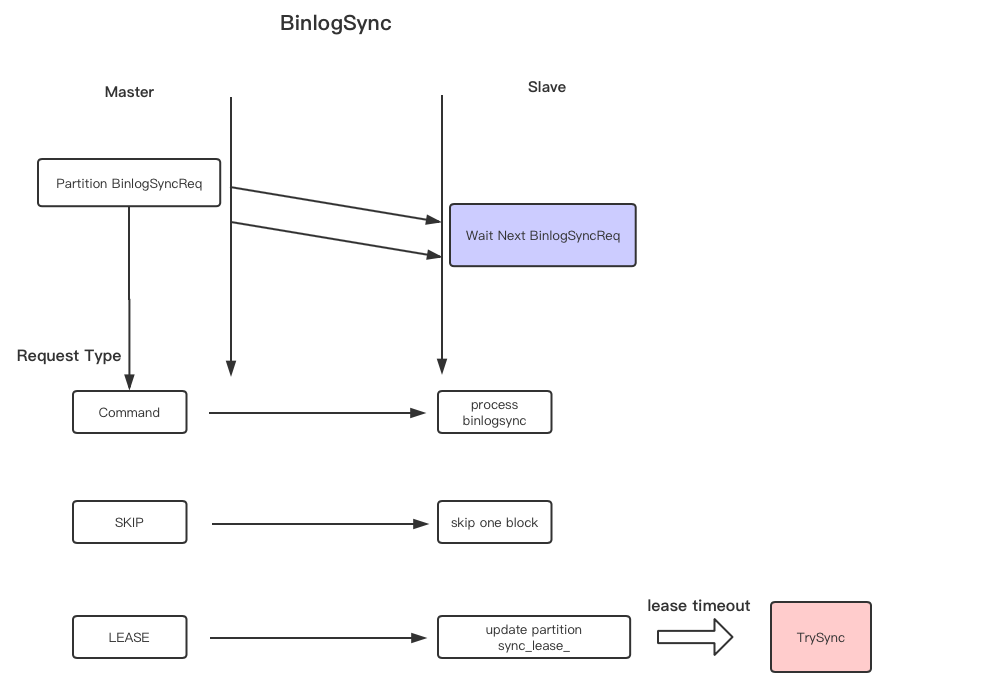 BinlogSync
Master
Slave
Partition BinlogSyncReq
Wait Next BinlogSyncReq
Request Type
Command
process
binlogsync
SKIP
skip one block
LEASE
update partition
sync_lease_
lease timeout
TrySync